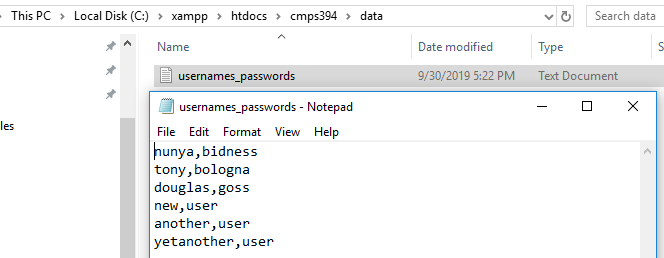 This PC > Local Disk (C:) > xampp > htdocs > cmps394 > data
Search data
Name Date modified Type
usernames_passwords 9/30/2019 5:22 PM Text Document
usernames_passwords - Notepad
File Edit Format View Help
nunya,bidness
tony,bologna
douglas,goss
new,user
another,user
yetanother,user
les